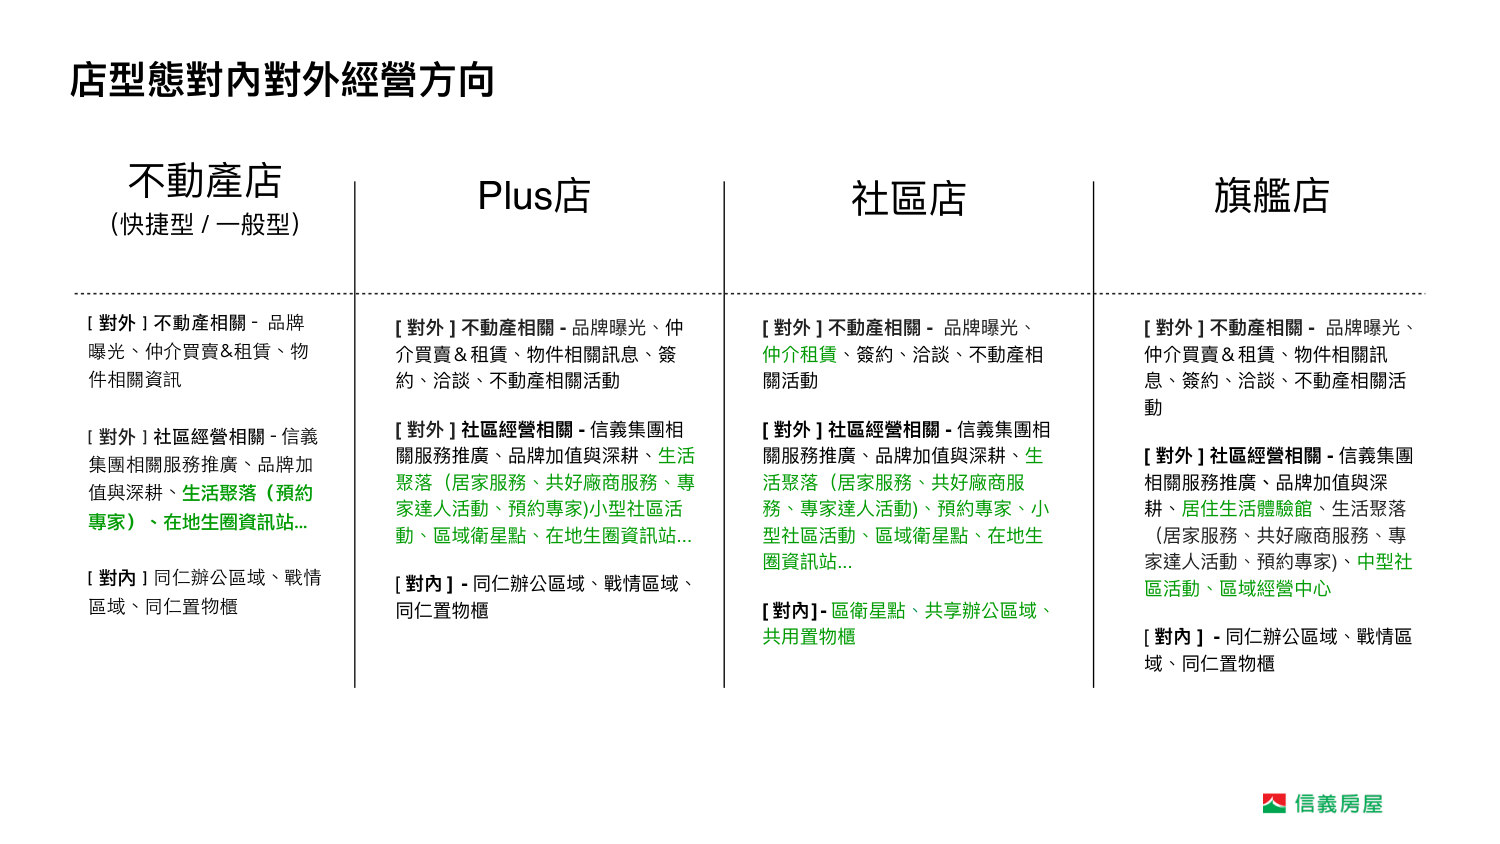 店型態對內對外經營方向
不動產店
（快捷型 / 一般型）
[ 對外 ] 不動產相關 - 品牌
曝光、仲介買賣&租賃、物
件相關資訊
[ 對外 ] 社區經營相關 - 信義
集團相關服務推廣、品牌加
值與深耕、生活聚落（預約
專家）、在地生圈資訊站...
[ 對內 ] 同仁辦公區域、戰情
區域、同仁置物櫃
Plus店
[ 對外 ] 不動產相關 - 品牌曝光、仲
介買賣＆租賃、物件相關訊息、簽
約、洽談、不動產相關活動
[ 對外 ] 社區經營相關 - 信義集團相
關服務推廣、品牌加值與深耕、生活
聚落（居家服務、共好廠商服務、專
家達人活動、預約專家)小型社區活
動、區域衛星點、在地生圈資訊站...
[ 對內 ] - 同仁辦公區域、戰情區域、
同仁置物櫃
社區店
[ 對外 ] 不動產相關 - 品牌曝光、
仲介租賃、簽約、洽談、不動產相
關活動
[ 對外 ] 社區經營相關 - 信義集團相
關服務推廣、品牌加值與深耕、生
活聚落（居家服務、共好廠商服
務、專家達人活動)、預約專家、小
型社區活動、區域衛星點、在地生
圈資訊站...
[ 對內]- 區衛星點、共享辦公區域、
共用置物櫃
旗艦店
[ 對外 ] 不動產相關 - 品牌曝光、
仲介買賣＆租賃、物件相關訊
息、簽約、洽談、不動產相關活
動
[ 對外 ] 社區經營相關 - 信義集團
相關服務推廣、品牌加值與深
耕、居住生活體驗館、生活聚落
（居家服務、共好廠商服務、專
家達人活動、預約專家)、中型社
區活動、區域經營中心
[ 對內 ] - 同仁辦公區域、戰情區
域、同仁置物櫃
信義房屋